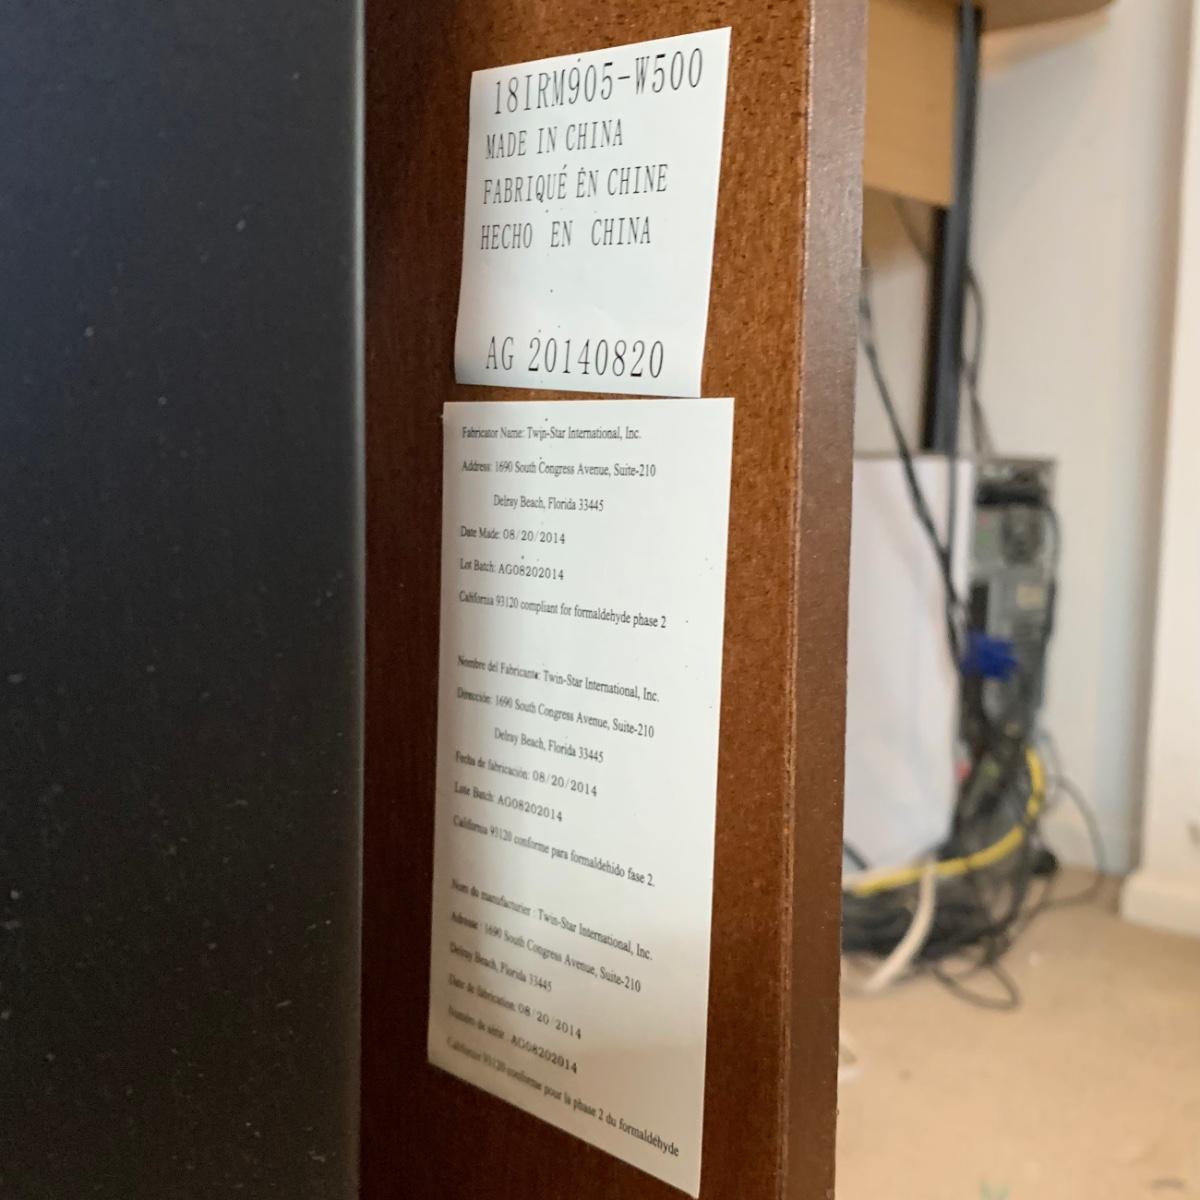 18IRM905-W500
MADE IN CHINA
FABRIQUÉ EN CHINE
HECHO EN CHINA
AG 20140820
Fabricator Name: Twin-Star International, Inc.
Address: 1690 South Congress Avenue, Suite-210
Delray Beach, Florida 33445
Date Made: 08/20/2014
Lot Batch: AG08202014
California 93120 compliant for formaldehyde phase 2
Nombre del Fabricante: Twin-Star International, Inc.
Dirección: 1690 South Congress Avenue, Suite-210
Delray Beach, Florida 33445
Fecha de fabricación: 08/20/2014
Lote Batch: AG08202014
California 93120 conforme para formaldehido fase 2.
Nom du manufacturier : Twin-Star International, Inc.
Adresse : 1690 South Congress Avenue, Suite-210
Delray Beach, Florida 33445
Date de fabrication: 08/20/2014
Numéro de série : AG08202014
Californie 93120 conforme pour la phase 2 du formaldéhyde